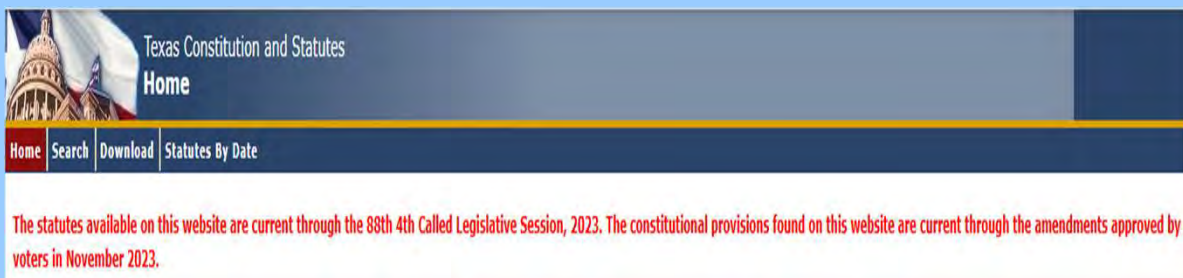 Texas Constitution and Statutes
Home
Home Search Download Statutes By Date
The statutes available on this website are current through the 88th 4th Called Legislative Session, 2023. The constitutional provisions found on this website are current through the amendments approved by
voters in November 2023.